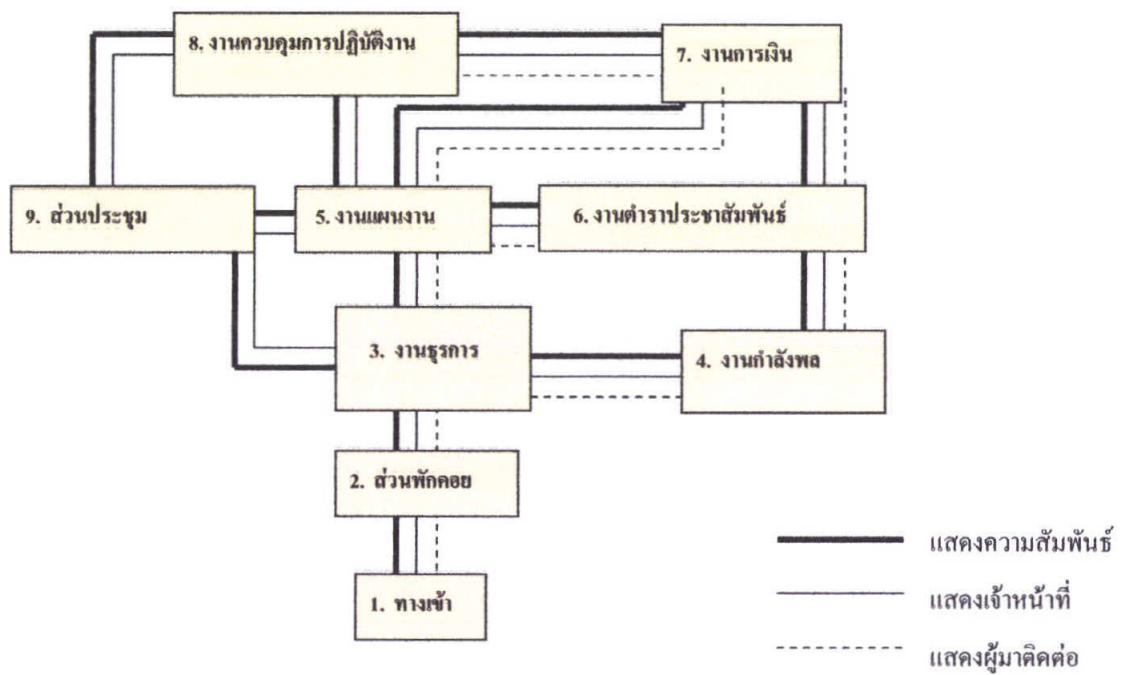 8. งานควบคุมการปฏิบัติงาน
7. งานการเงิน
9. ส่วนประชุม
5. งานแผนงาน
6. งานตำราประชาสัมพันธ์
3. งานธุรการ
4. งานกำลังพล
2. ส่วนพักคอย
1. ทางเข้า
แสดงความสัมพันธ์
แสดงเจ้าหน้าที่
แสดงผู้มาติดต่อ